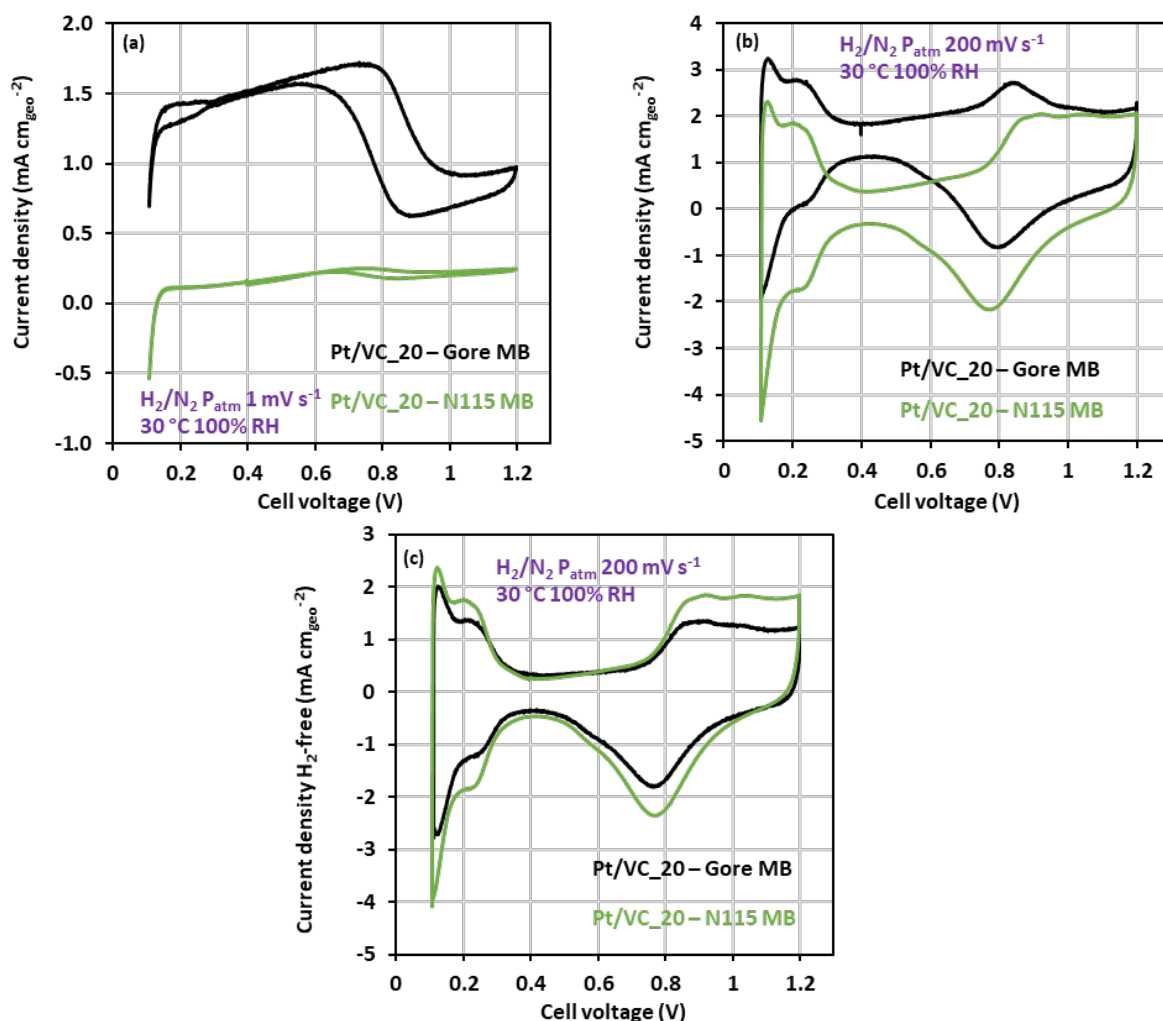 (a)
2.0
1.5
1.0
0.5
0.0
-0.5
-1.0
0 0.2 0.4 0.6 0.8 1 1.2
Current density (mA cm_geo⁻²)
Cell voltage (V)
Pt/VC_20 – Gore MB
Pt/VC_20 – N115 MB
H₂/N₂ P_atm 1 mV s⁻¹
30 °C 100% RH
(b)
4
3
2
1
0
-1
-2
-3
-4
-5
0 0.2 0.4 0.6 0.8 1 1.2
Current density (mA cm_geo⁻²)
Cell voltage (V)
H₂/N₂ P_atm 200 mV s⁻¹
30 °C 100% RH
Pt/VC_20 – Gore MB
Pt/VC_20 – N115 MB
(c)
3
2
1
0
-1
-2
-3
-4
-5
0 0.2 0.4 0.6 0.8 1 1.2
Current density H₂-free (mA cm_geo⁻²)
Cell voltage (V)
H₂/N₂ P_atm 200 mV s⁻¹
30 °C 100% RH
Pt/VC_20 – Gore MB
Pt/VC_20 – N115 MB